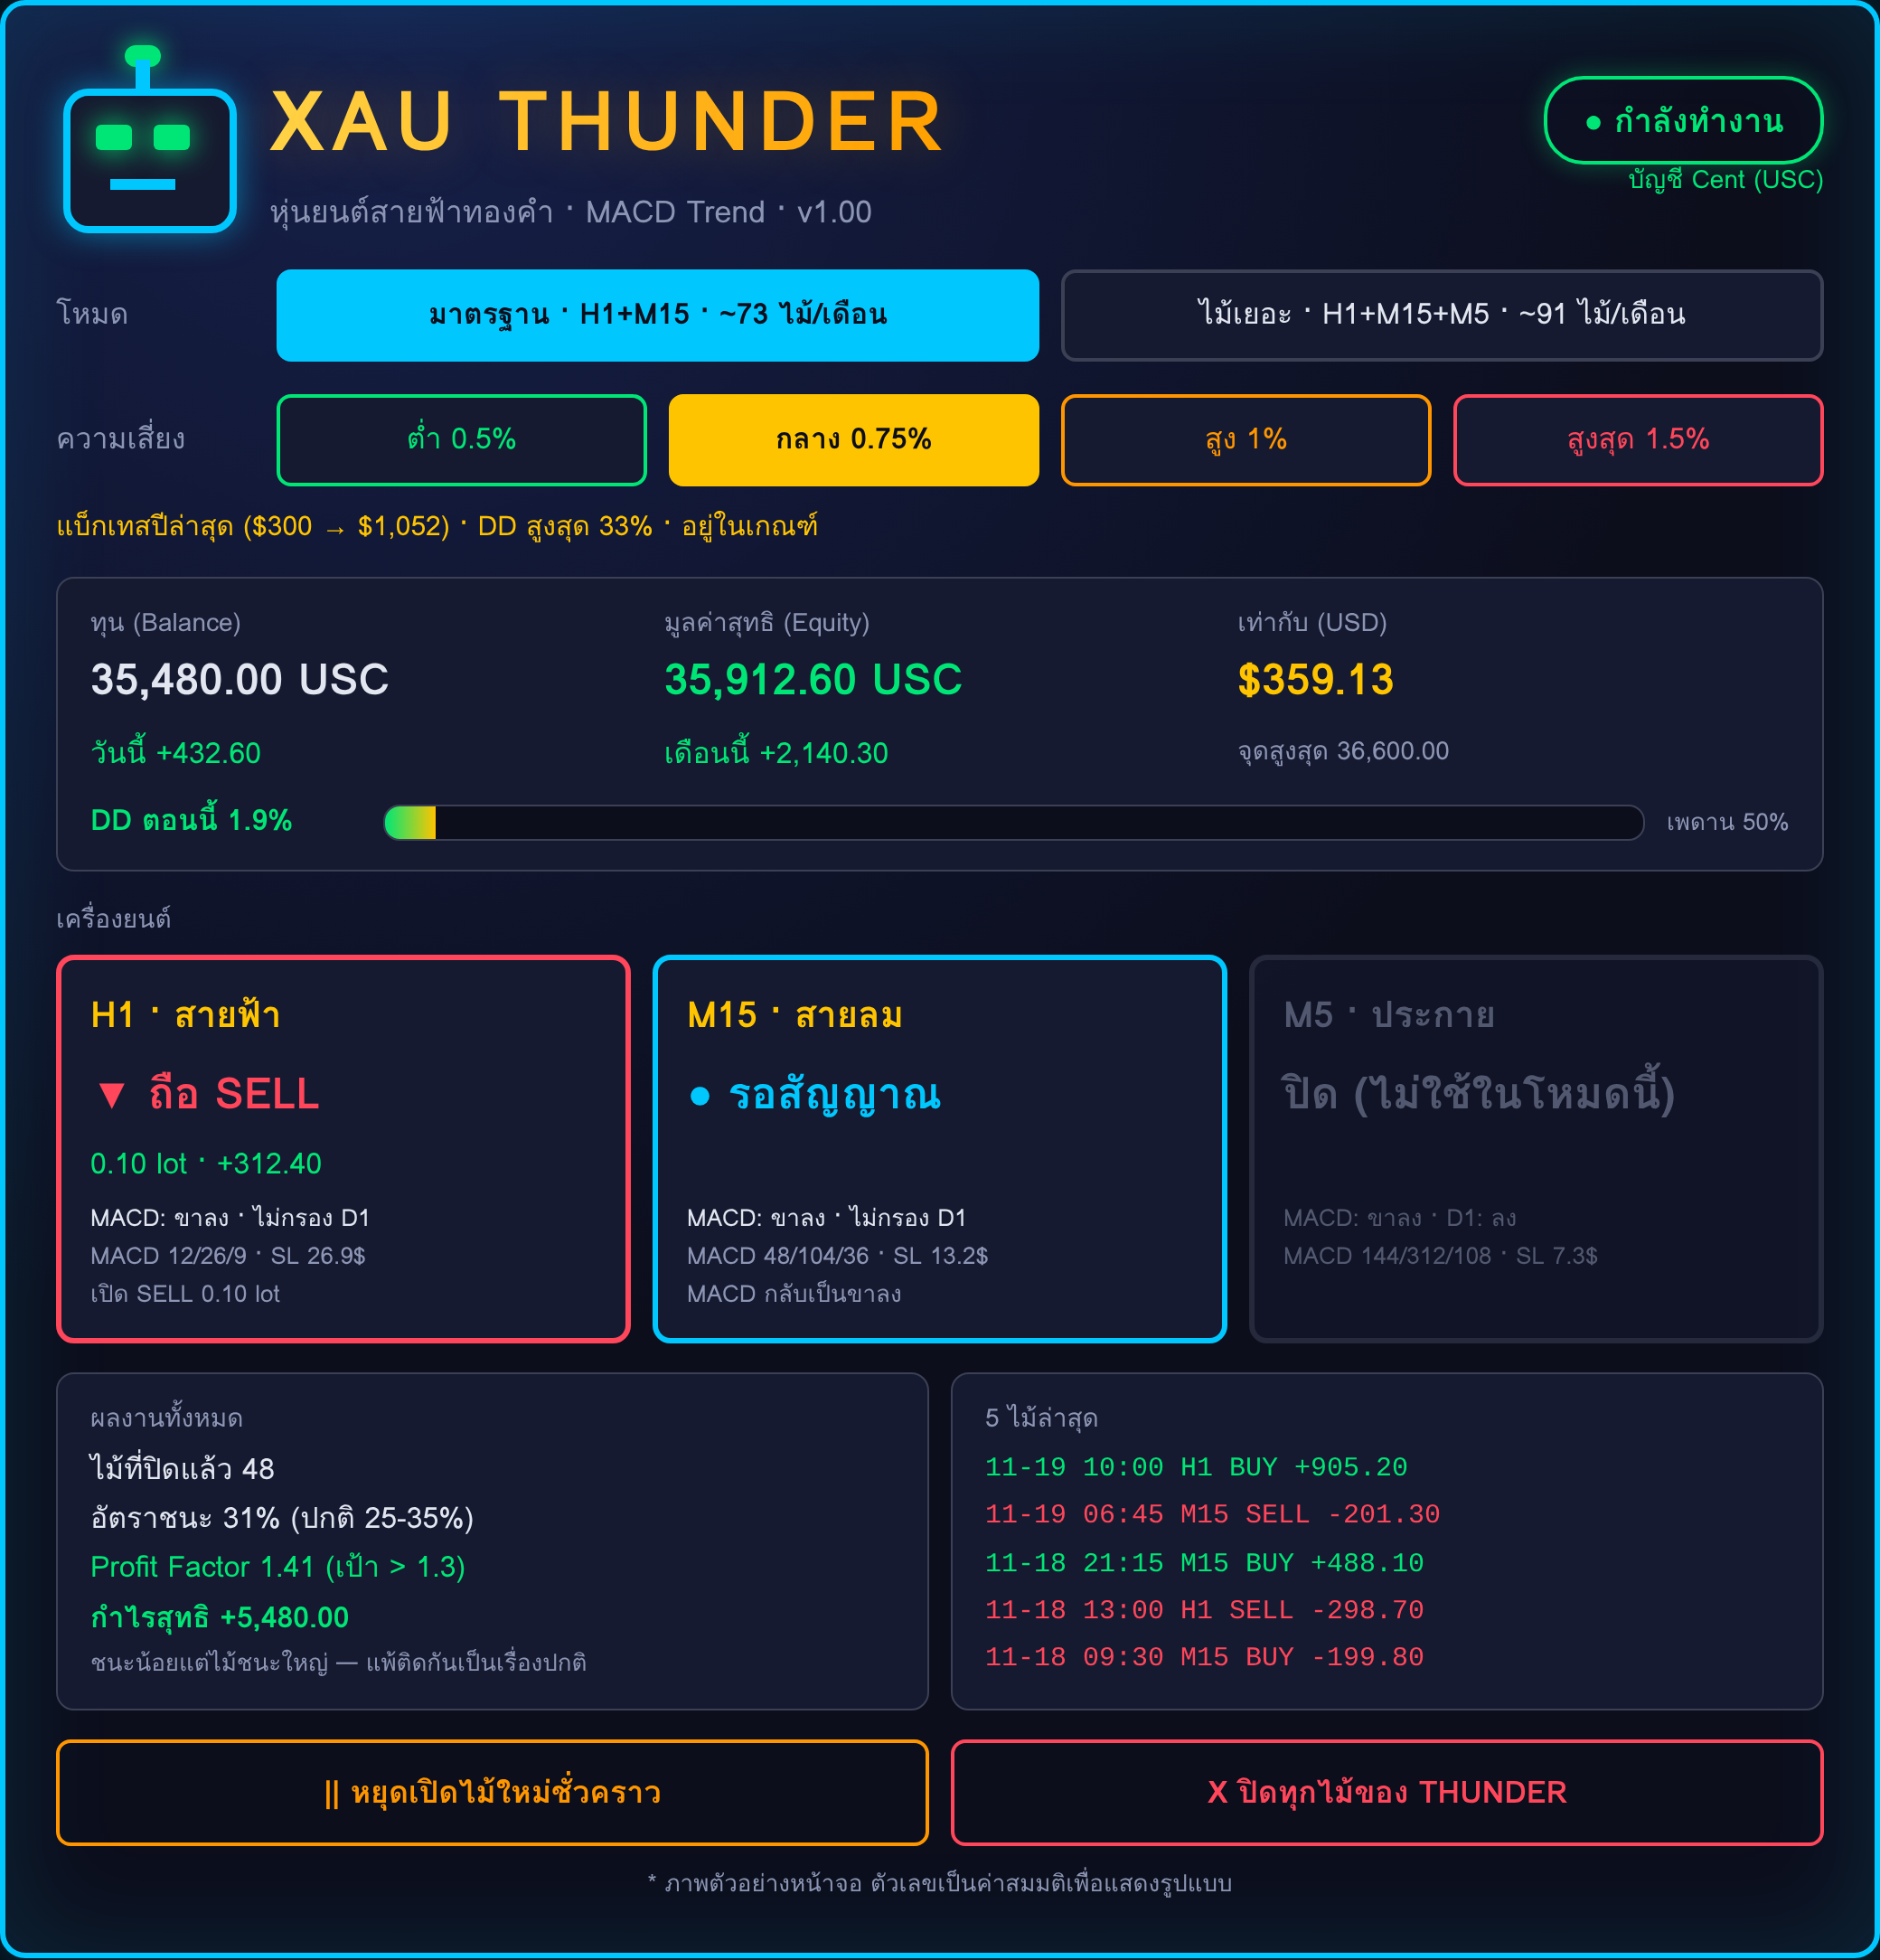 XAU THUNDER
หุ่นยนต์สายฟ้าทองคำ · MACD Trend · v1.00
● กำลังทำงาน
บัญชี Cent (USC)
โหมด
มาตรฐาน · H1+M15 · ~73 ไม้/เดือน
ไม้เยอะ · H1+M15+M5 · ~91 ไม้/เดือน
ความเสี่ยง
ต่ำ 0.5%
กลาง 0.75%
สูง 1%
สูงสุด 1.5%
แบ็กเทสปีล่าสุด ($300 → $1,052) · DD สูงสุด 33% · อยู่ในเกณฑ์
ทุน (Balance)
35,480.00 USC
วันนี้ +432.60
มูลค่าสุทธิ (Equity)
35,912.60 USC
เดือนนี้ +2,140.30
เท่ากับ (USD)
$359.13
จุดสูงสุด 36,600.00
DD ตอนนี้ 1.9%
เพดาน 50%
เครื่องยนต์
H1 · สายฟ้า
▼ ถือ SELL
0.10 lot · +312.40
MACD: ขาลง · ไม่กรอง D1
MACD 12/26/9 · SL 26.9$
เปิด SELL 0.10 lot
M15 · สายลม
● รอสัญญาณ
MACD: ขาลง · ไม่กรอง D1
MACD 48/104/36 · SL 13.2$
MACD กลับเป็นขาลง
M5 · ประกาย
ปิด (ไม่ใช้ในโหมดนี้)
MACD: ขาลง · D1: ลง
MACD 144/312/108 · SL 7.3$
ผลงานทั้งหมด
ไม้ที่ปิดแล้ว 48
อัตราชนะ 31% (ปกติ 25-35%)
Profit Factor 1.41 (เป้า > 1.3)
กำไรสุทธิ +5,480.00
ชนะน้อยแต่ไม้ชนะใหญ่ — แพ้ติดกันเป็นเรื่องปกติ
5 ไม้ล่าสุด
11-19 10:00 H1 BUY +905.20
11-19 06:45 M15 SELL -201.30
11-18 21:15 M15 BUY +488.10
11-18 13:00 H1 SELL -298.70
11-18 09:30 M15 BUY -199.80
|| หยุดเปิดไม้ใหม่ชั่วคราว
X ปิดทุกไม้ของ THUNDER
* ภาพตัวอย่างหน้าจอ ตัวเลขเป็นค่าสมมติเพื่อแสดงรูปแบบ